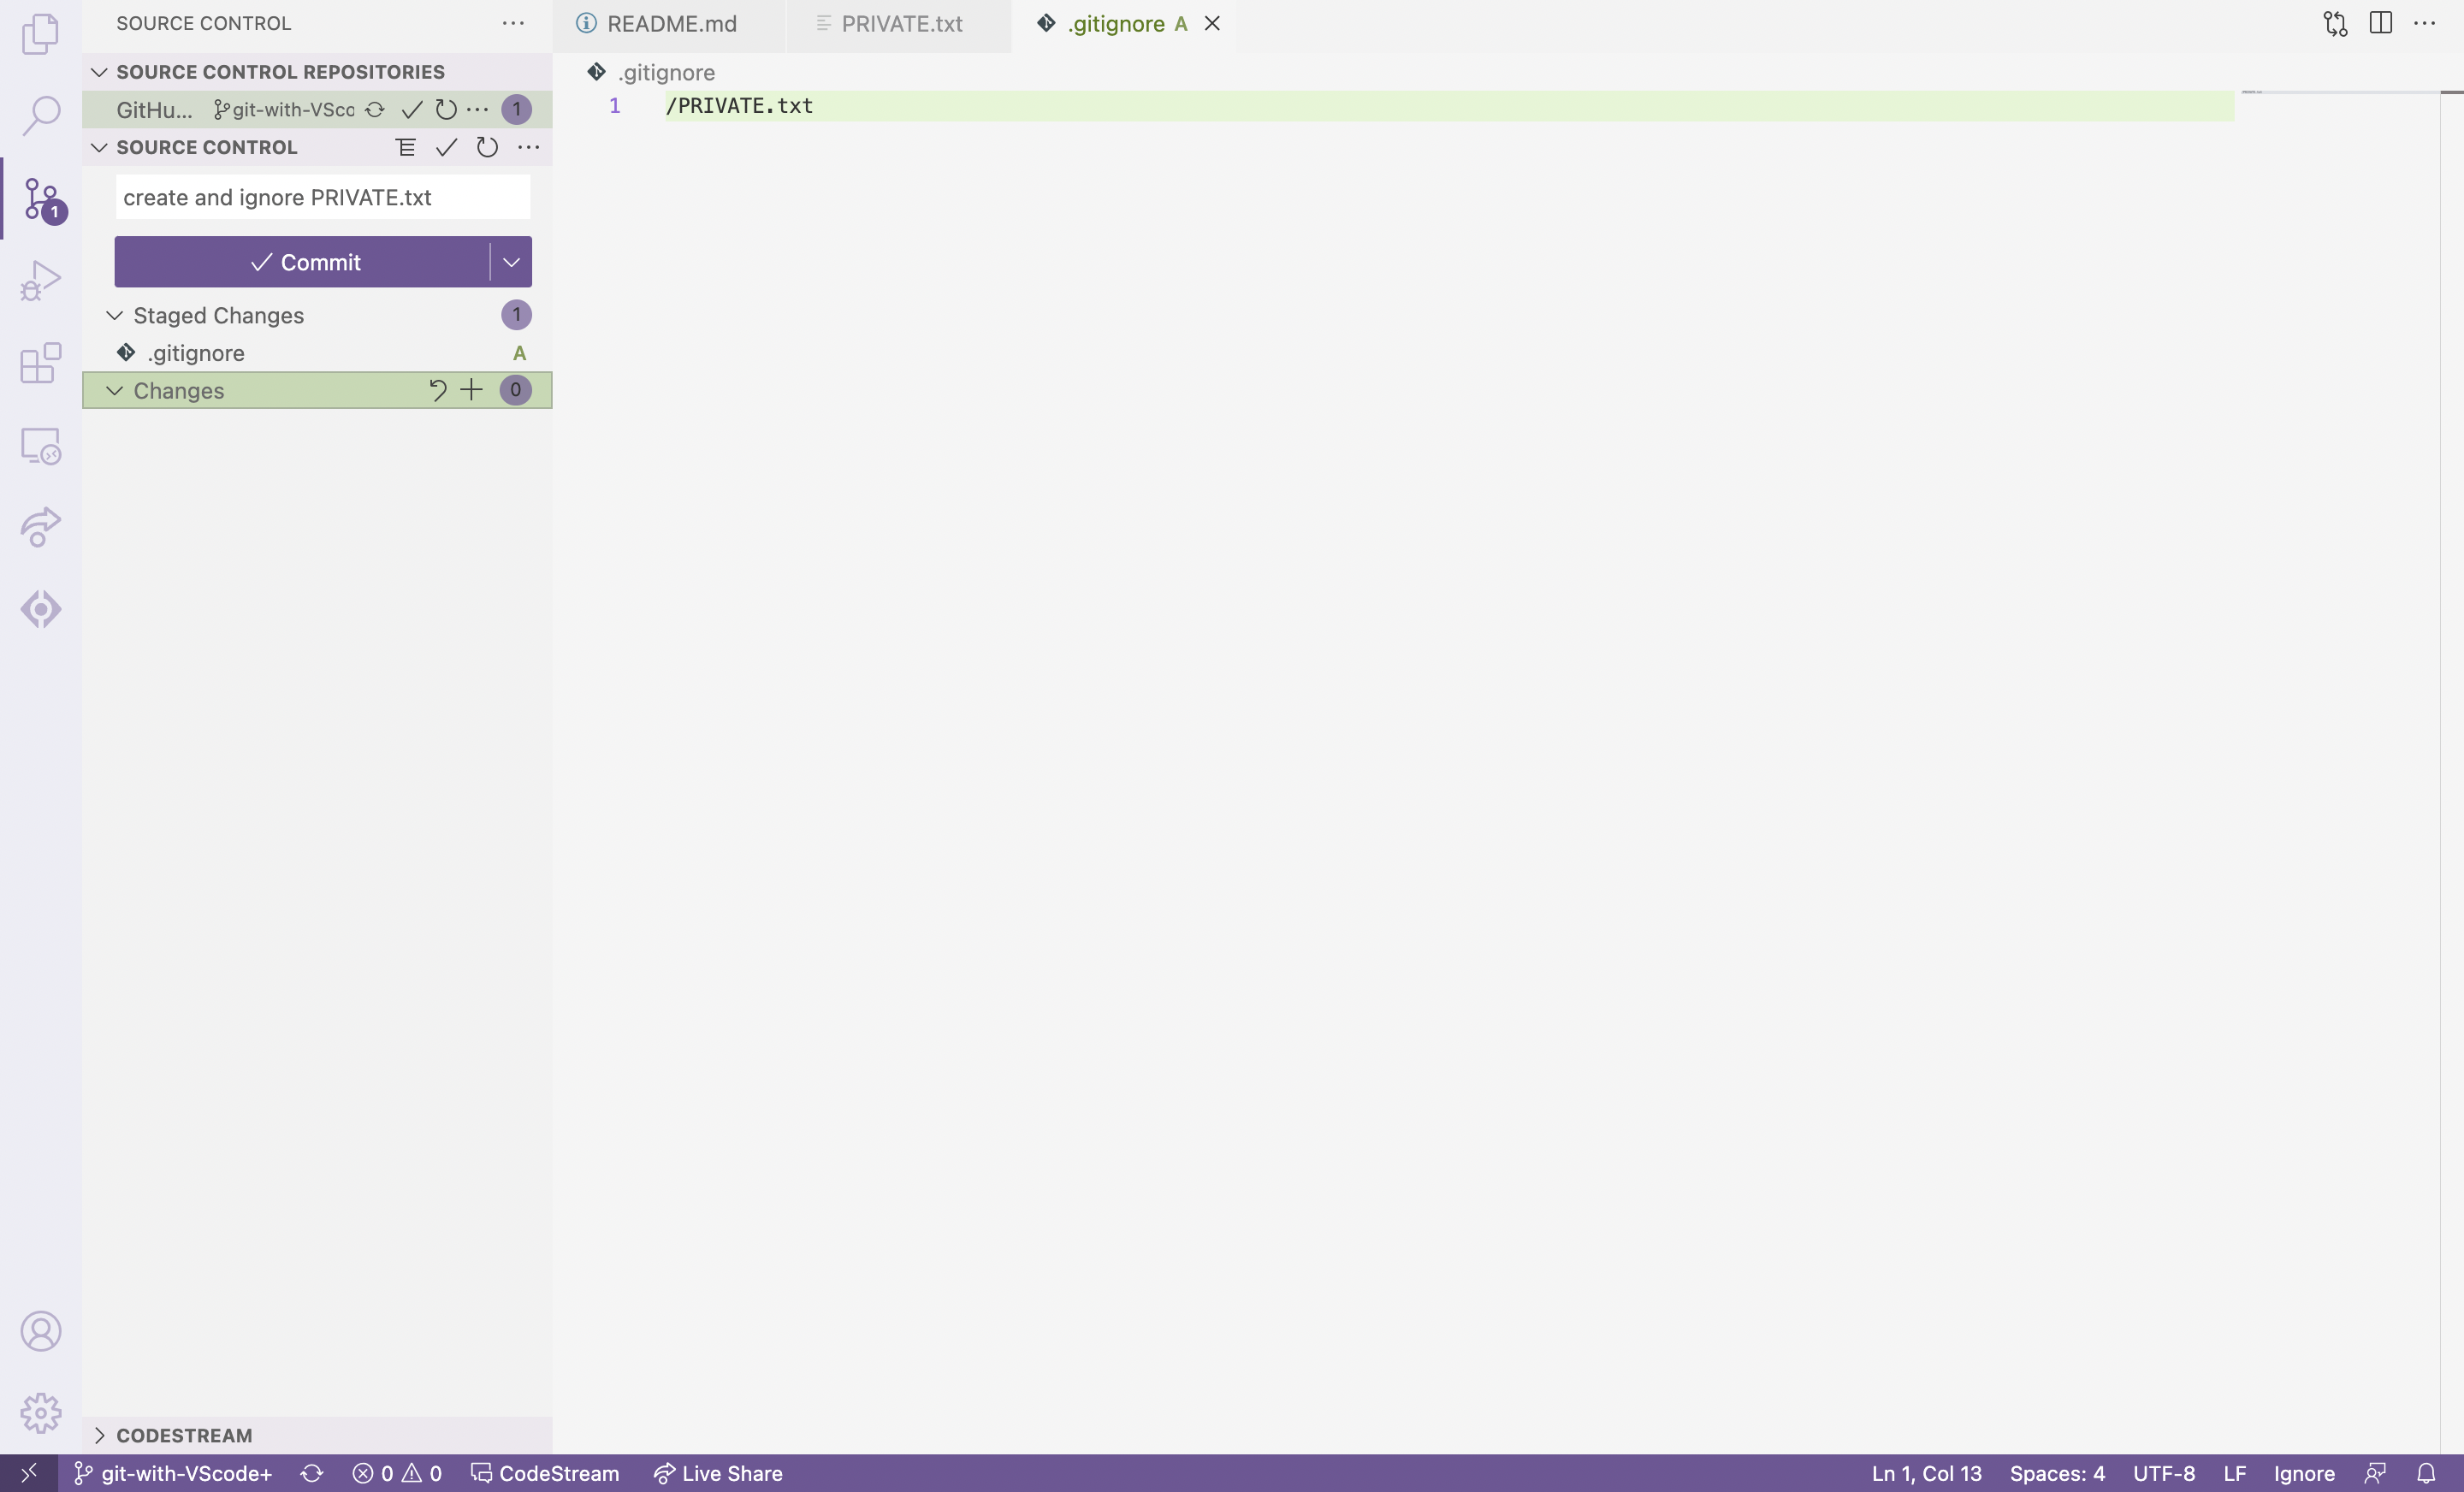 SOURCE CONTROL
README.md
PRIVATE.txt
.gitignore A
SOURCE CONTROL REPOSITORIES
.gitignore
GitHu... git-with-VSco 1
1 /PRIVATE.txt
SOURCE CONTROL
create and ignore PRIVATE.txt
1
Commit
Staged Changes 1
.gitignore A
Changes 0
CODESTREAM
git-with-VScode+ 0 0 CodeStream Live Share Ln 1, Col 13 Spaces: 4 UTF-8 LF Ignore